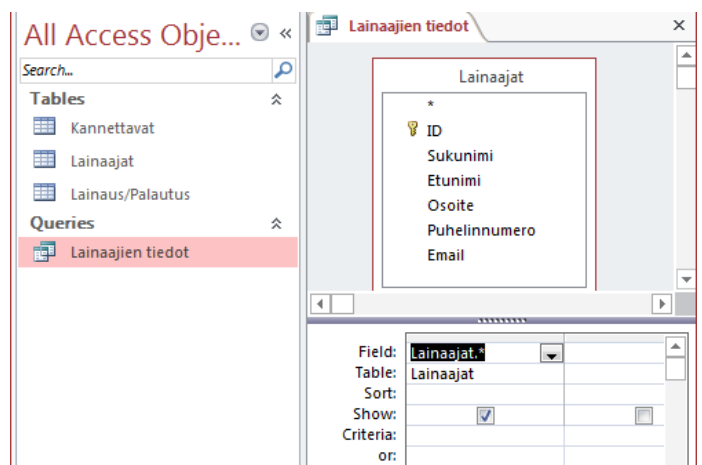 All Access Obje...
Search...
Tables
Kannettavat
Lainaajat
Lainaus/Palautus
Queries
Lainaajien tiedot
Lainaajien tiedot
Lainaajat
*
ID
Sukunimi
Etunimi
Osoite
Puhelinnumero
Email
Field: Lainaajat.*
Table: Lainaajat
Sort:
Show:
Criteria:
or: